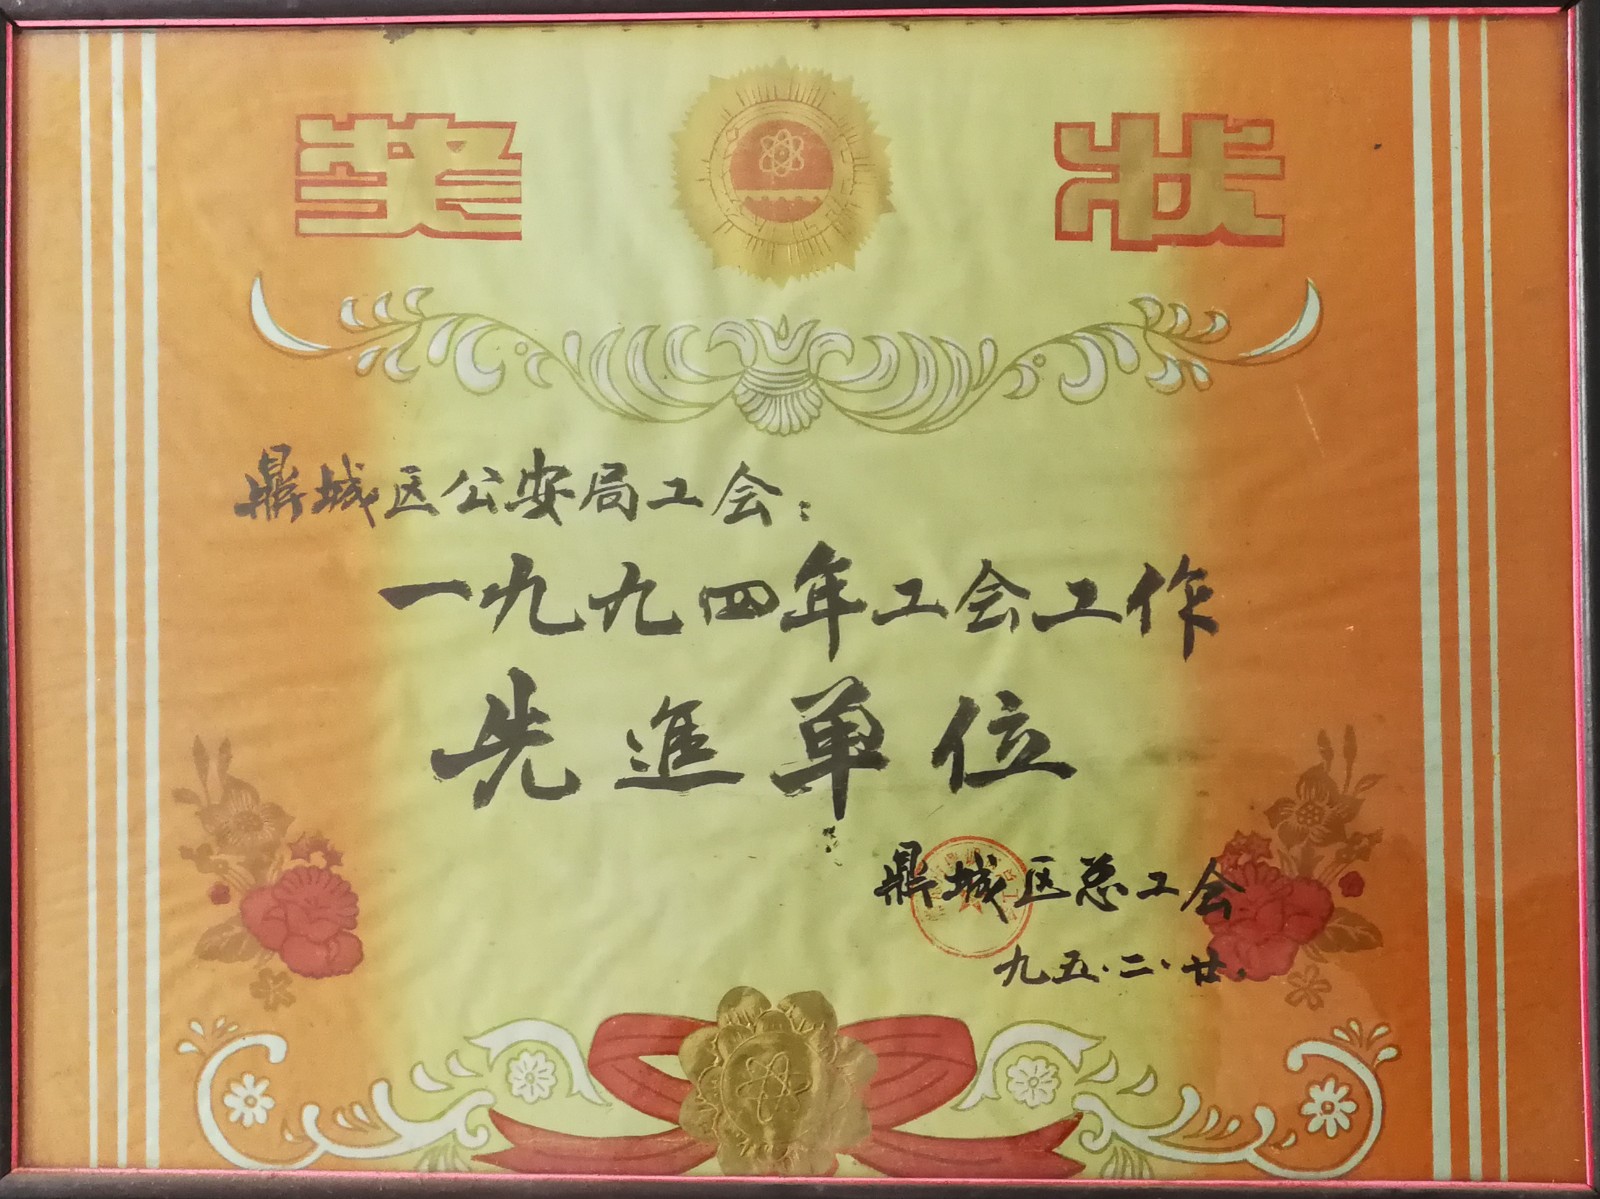 奖状
鼎城区公安局工会：
一九九四年工会工作
先進单位
鼎城区总工会
九五·二·廿·